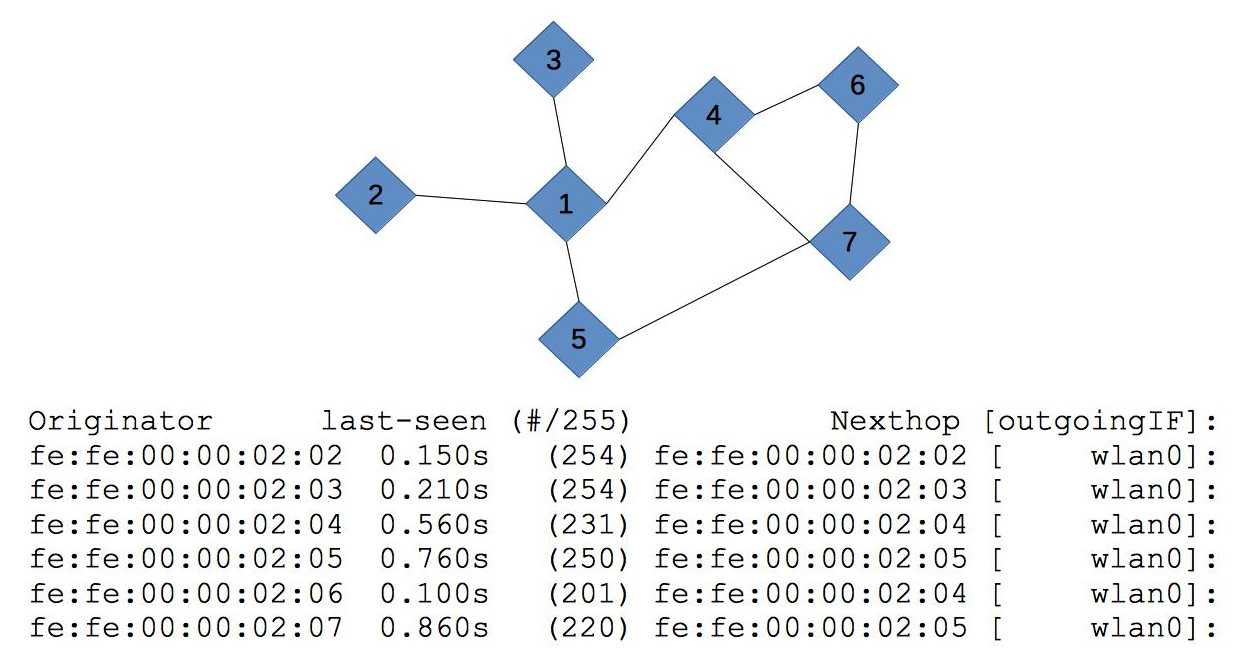 3
6
4
2
1
7
5
Originator last-seen (#/255) Nexthop [outgoingIF]:
fe:fe:00:00:02:02 0.150s (254) fe:fe:00:00:02:02 [ wlan0]:
fe:fe:00:00:02:03 0.210s (254) fe:fe:00:00:02:03 [ wlan0]:
fe:fe:00:00:02:04 0.560s (231) fe:fe:00:00:02:04 [ wlan0]:
fe:fe:00:00:02:05 0.760s (250) fe:fe:00:00:02:05 [ wlan0]:
fe:fe:00:00:02:06 0.100s (201) fe:fe:00:00:02:04 [ wlan0]:
fe:fe:00:00:02:07 0.860s (220) fe:fe:00:00:02:05 [ wlan0]: